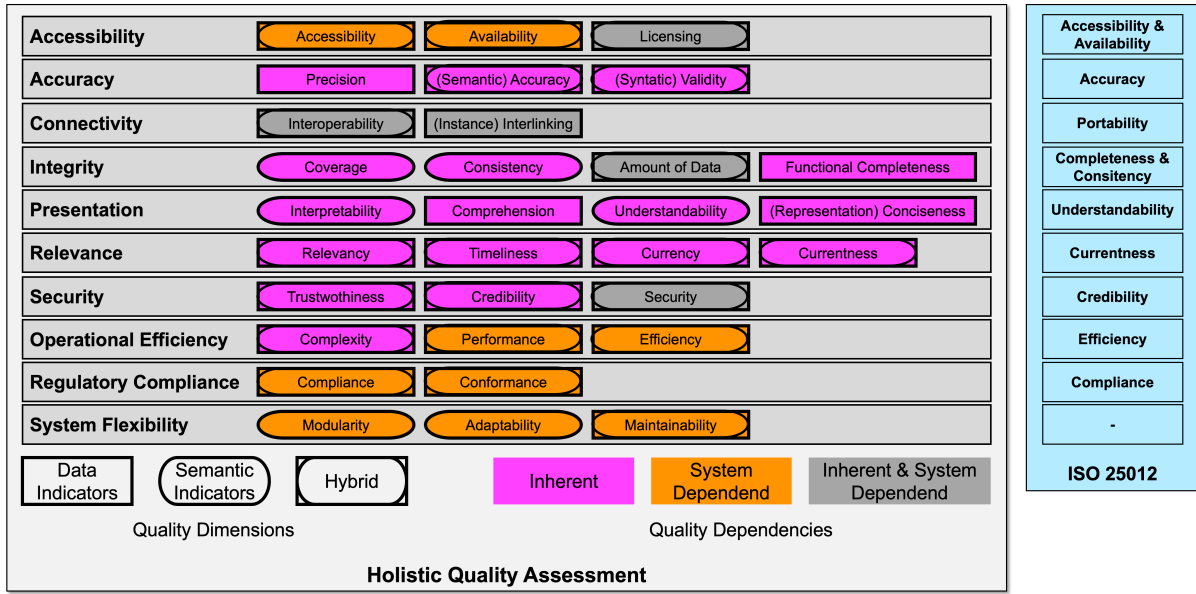 Accessibility
Accessibility
Availability
Licensing
Accuracy
Precision
(Semantic) Accuracy
(Syntatic) Validity
Connectivity
Interoperability
(Instance) Interlinking
Integrity
Coverage
Consistency
Amount of Data
Functional Completeness
Presentation
Interpretability
Comprehension
Understandability
(Representation) Conciseness
Relevance
Relevancy
Timeliness
Currency
Currentness
Security
Trustwothiness
Credibility
Security
Operational Efficiency
Complexity
Performance
Efficiency
Regulatory Compliance
Compliance
Conformance
System Flexibility
Modularity
Adaptability
Maintainability
Data
Indicators
Semantic
Indicators
Hybrid
Quality Dimensions
Inherent
System
Dependend
Inherent & System
Dependend
Quality Dependencies
Holistic Quality Assessment
Accessibility &
Availability
Accuracy
Portability
Completeness &
Consitency
Understandability
Currentness
Credibility
Efficiency
Compliance
-
ISO 25012